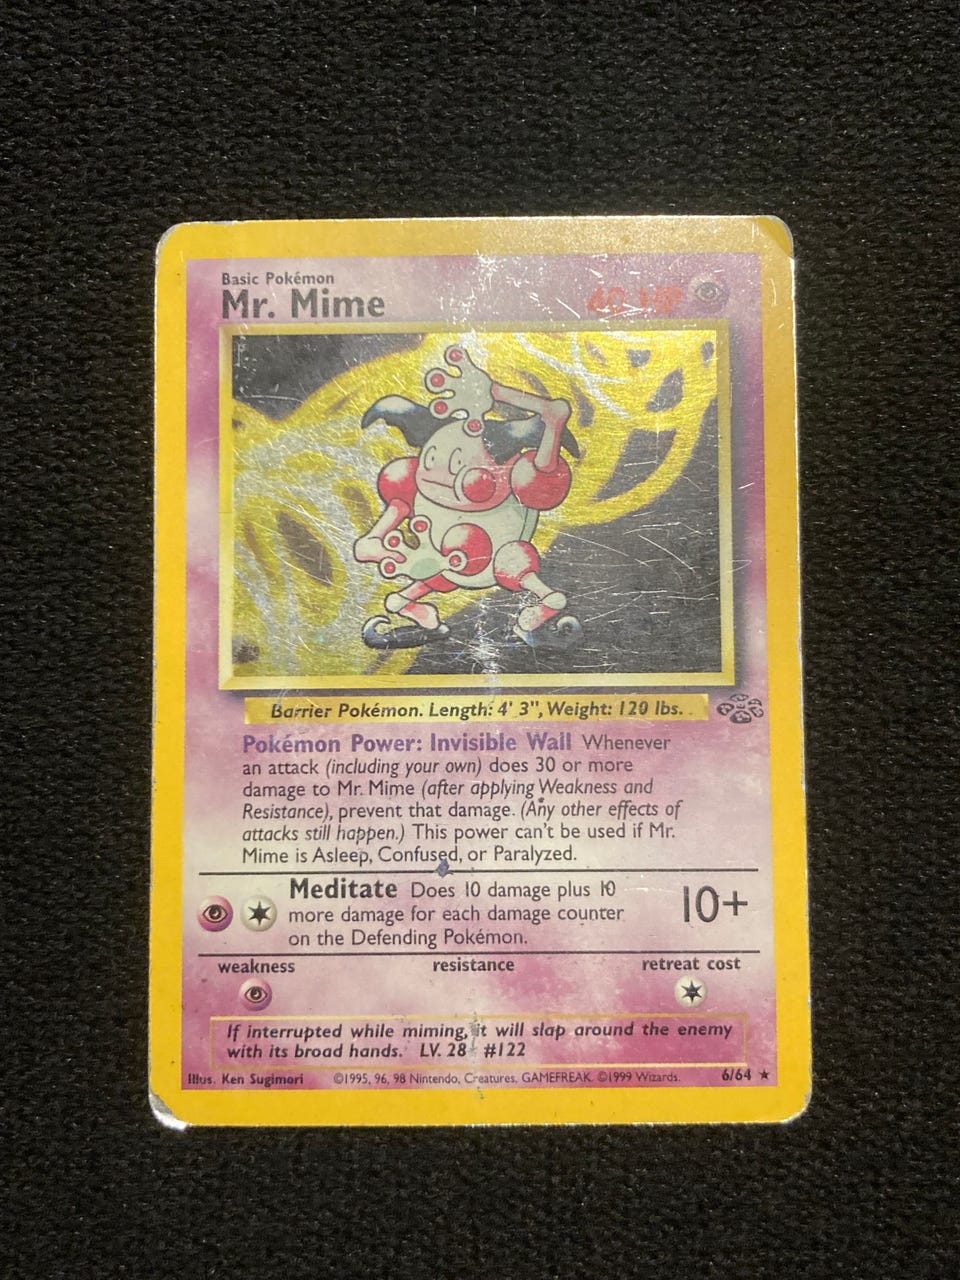 Basic Pokémon
Mr. Mime 40 HP
Barrier Pokémon. Length: 4' 3", Weight: 120 lbs.
Pokémon Power: Invisible Wall Whenever
an attack (including your own) does 30 or more
damage to Mr. Mime (after applying Weakness and
Resistance), prevent that damage. (Any other effects of
attacks still happen.) This power can't be used if Mr.
Mime is Asleep, Confused, or Paralyzed.
Meditate Does 10 damage plus 10
more damage for each damage counter
on the Defending Pokémon.
10+
weakness resistance retreat cost
If interrupted while miming, it will slap around the enemy
with its broad hands. LV. 28 #122
Illus. Ken Sugimori ©1995, 96, 98 Nintendo, Creatures, GAMEFREAK. ©1999 Wizards. 6/64 ★